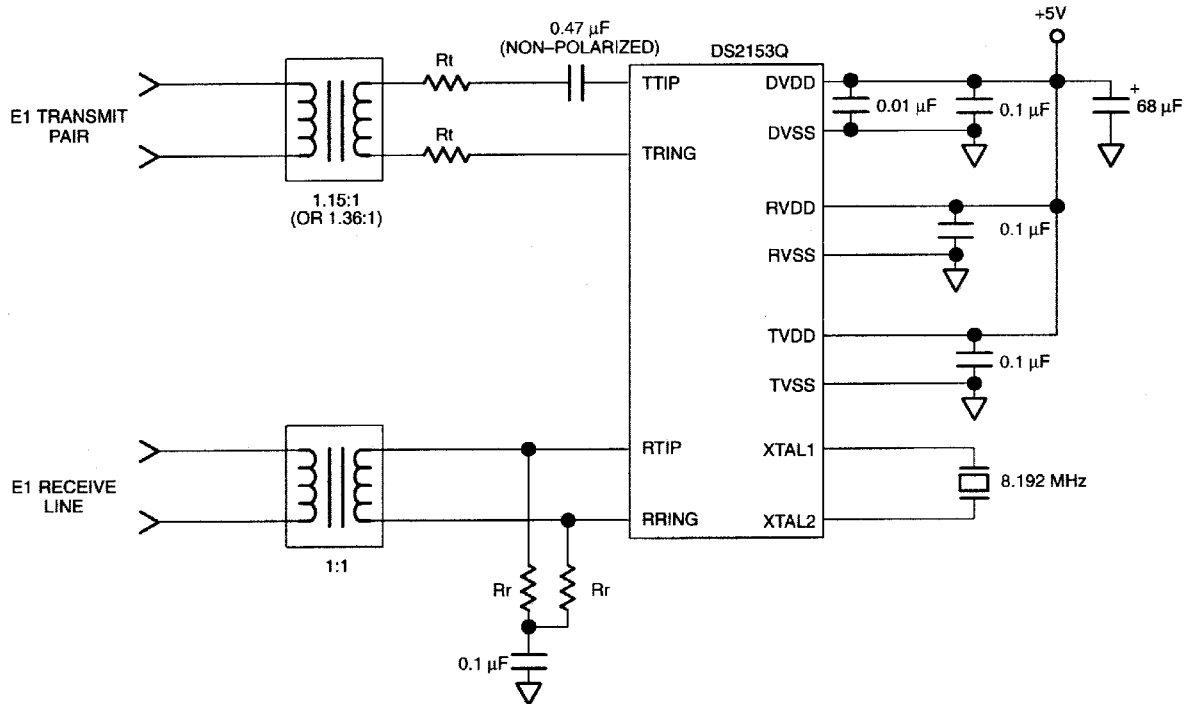 +5V
0.47 µF
(NON–POLARIZED)
DS2153Q
Rt
TTIP
DVDD
0.01 µF
0.1 µF
+
68 µF
E1 TRANSMIT
PAIR
DVSS
Rt
TRING
1.15:1
(OR 1.36:1)
RVDD
0.1 µF
RVSS
TVDD
0.1 µF
TVSS
RTIP
XTAL1
E1 RECEIVE
LINE
8.192 MHz
RRING
XTAL2
1:1
Rr
Rr
0.1 µF